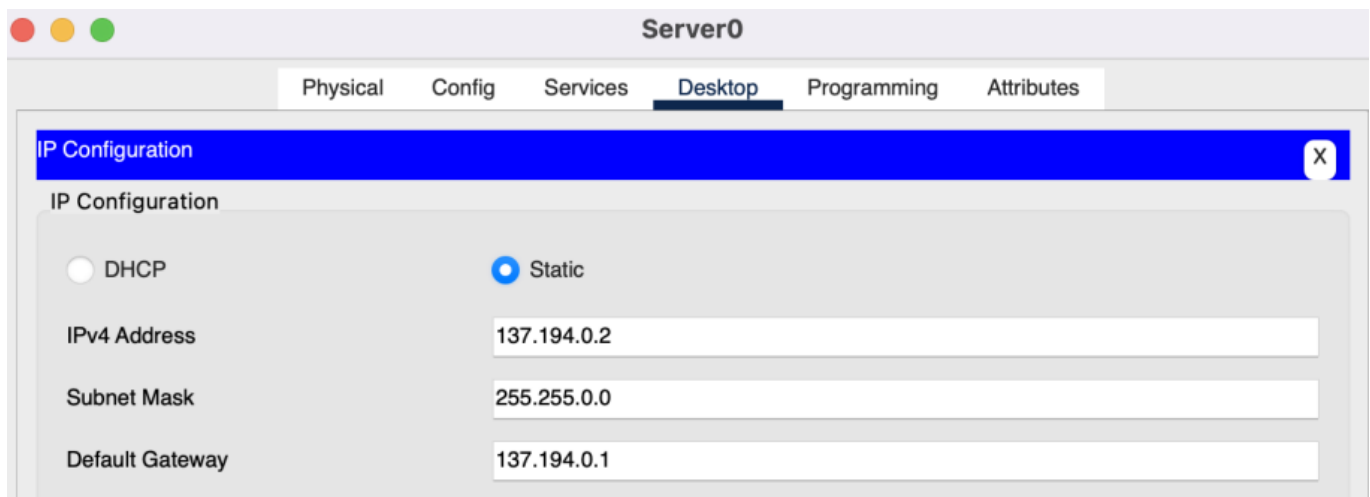 Server0
Physical Config Services Desktop Programming Attributes
IP Configuration X
IP Configuration
DHCP Static
IPv4 Address 137.194.0.2
Subnet Mask 255.255.0.0
Default Gateway 137.194.0.1